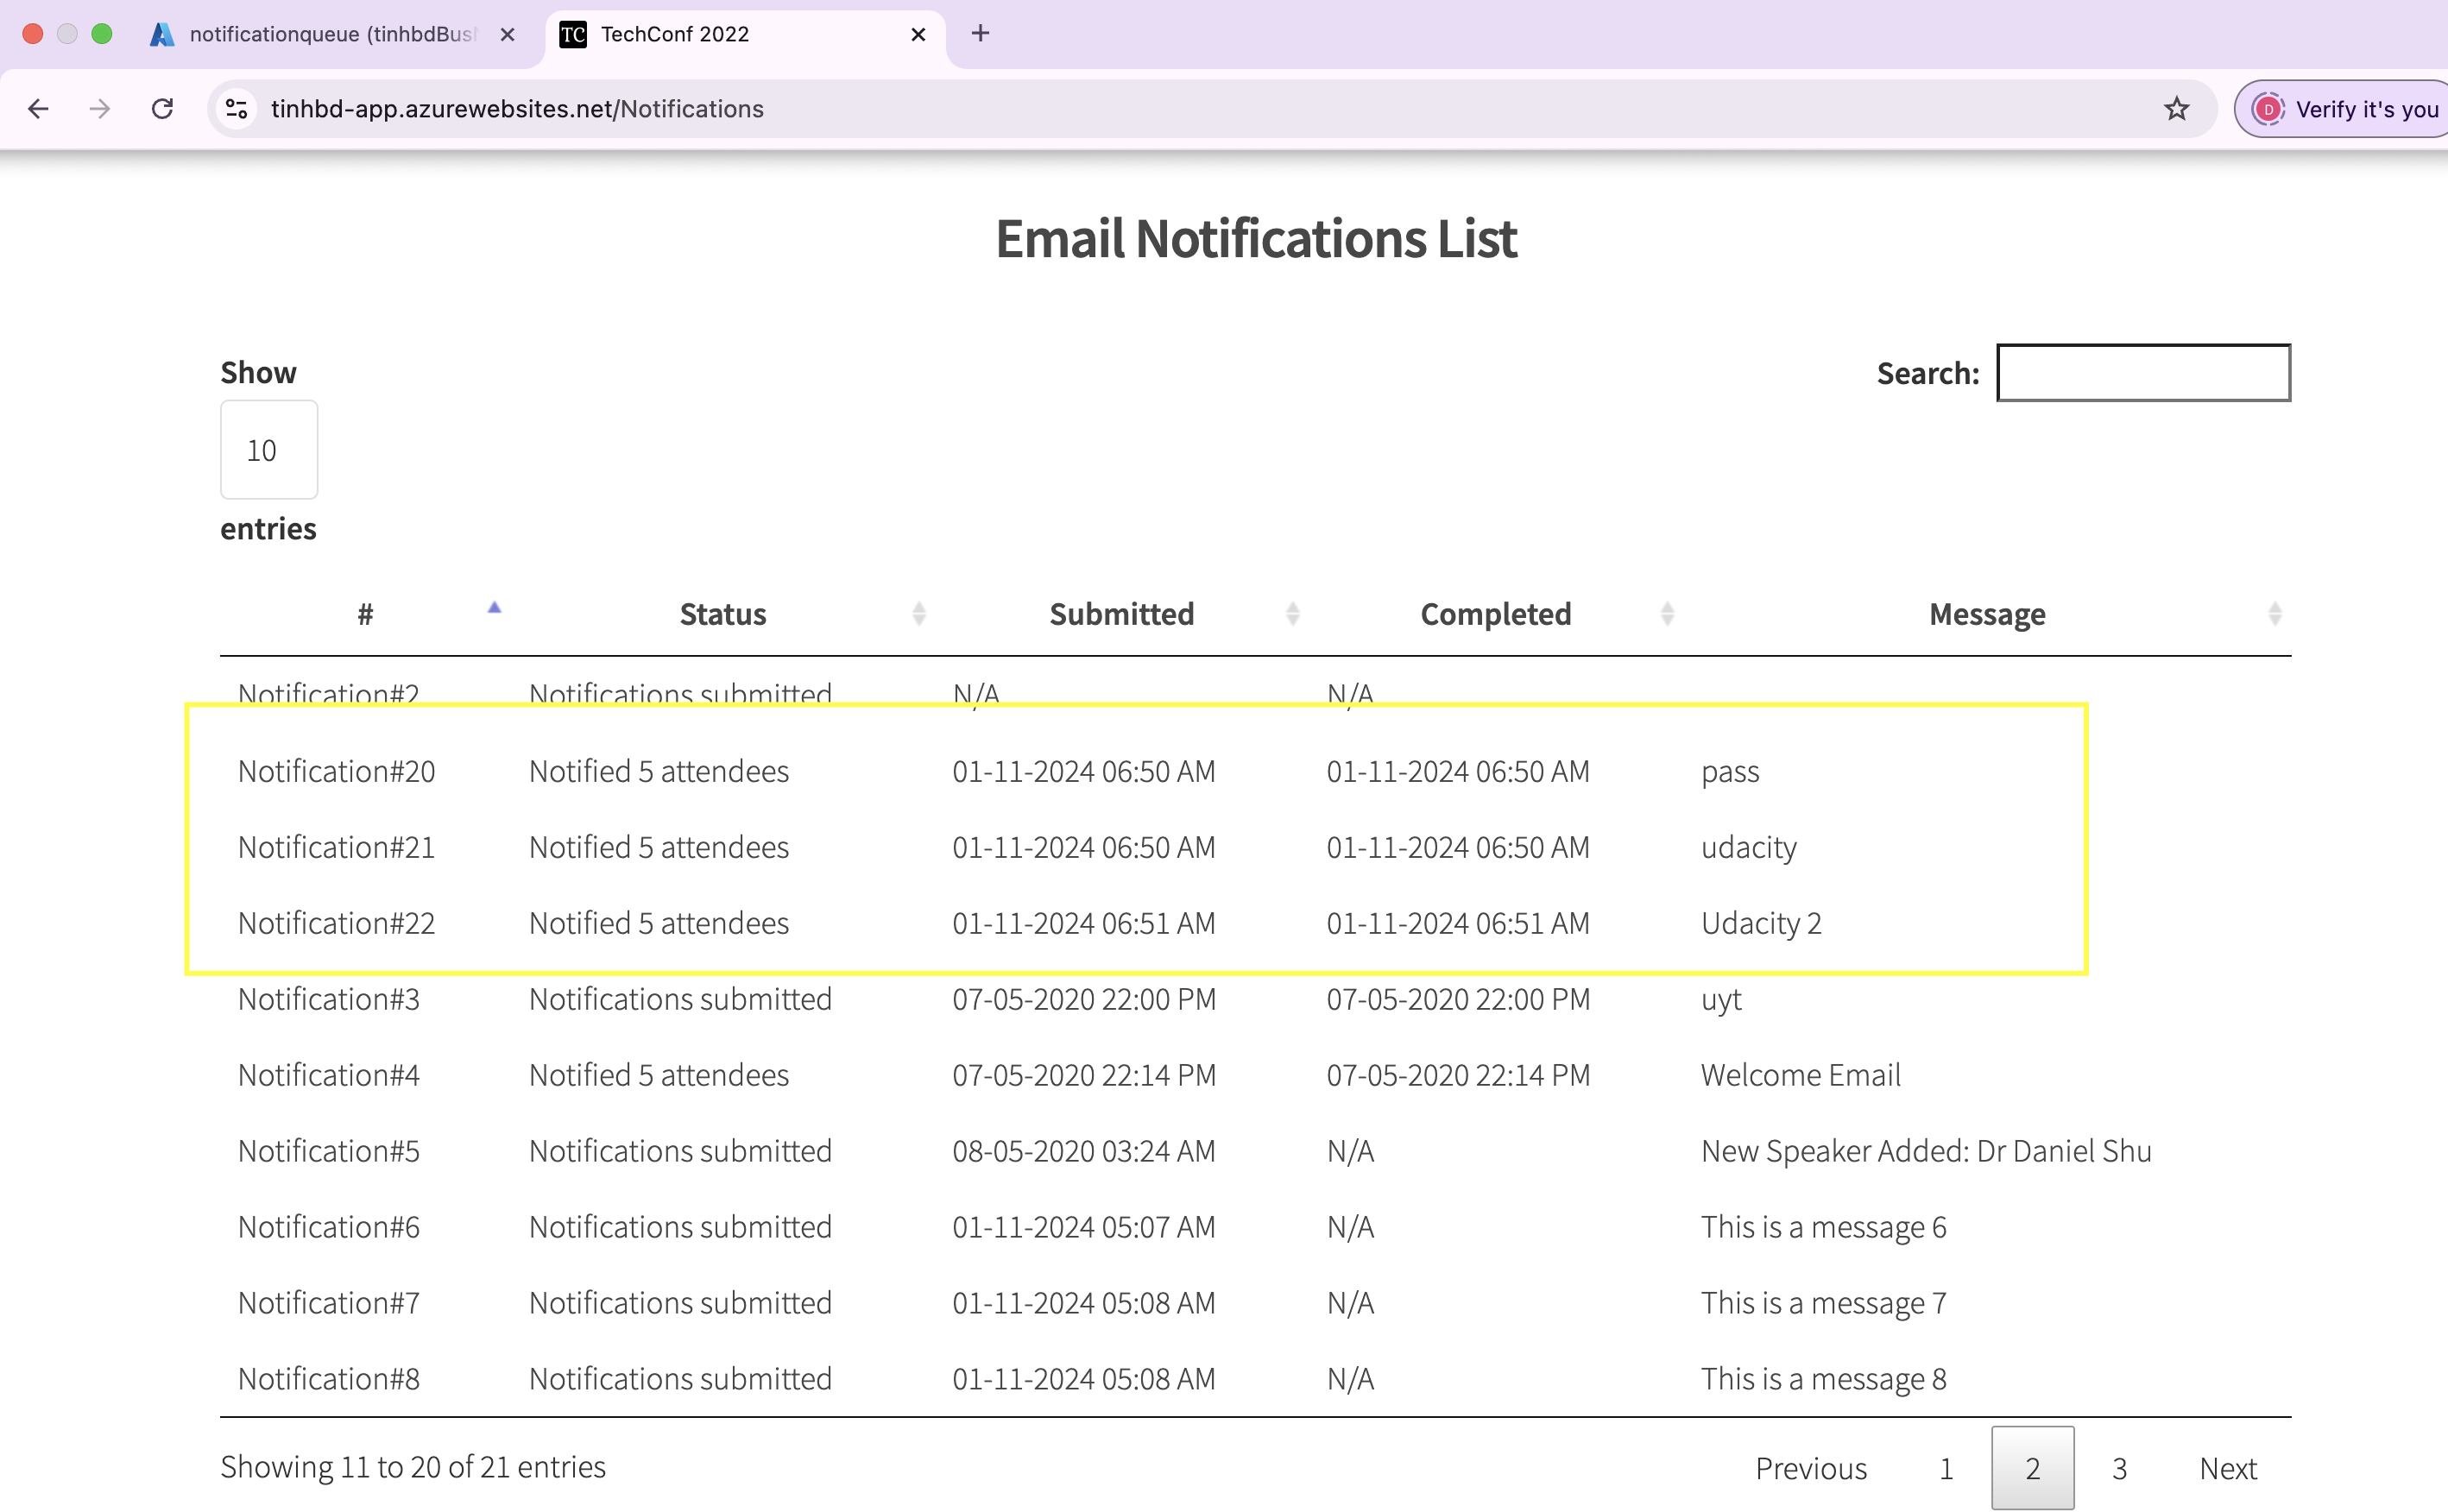 notificationqueue (tinhbdBus
TC TechConf 2022
tinhbd-app.azurewebsites.net/Notifications
D Verify it's you
Email Notifications List
Show
Search:
10
entries
# Status Submitted Completed Message
Notification#2 Notifications submitted N/A N/A
Notification#20 Notified 5 attendees 01-11-2024 06:50 AM 01-11-2024 06:50 AM pass
Notification#21 Notified 5 attendees 01-11-2024 06:50 AM 01-11-2024 06:50 AM udacity
Notification#22 Notified 5 attendees 01-11-2024 06:51 AM 01-11-2024 06:51 AM Udacity 2
Notification#3 Notifications submitted 07-05-2020 22:00 PM 07-05-2020 22:00 PM uyt
Notification#4 Notified 5 attendees 07-05-2020 22:14 PM 07-05-2020 22:14 PM Welcome Email
Notification#5 Notifications submitted 08-05-2020 03:24 AM N/A New Speaker Added: Dr Daniel Shu
Notification#6 Notifications submitted 01-11-2024 05:07 AM N/A This is a message 6
Notification#7 Notifications submitted 01-11-2024 05:08 AM N/A This is a message 7
Notification#8 Notifications submitted 01-11-2024 05:08 AM N/A This is a message 8
Showing 11 to 20 of 21 entries
Previous 1 2 3 Next